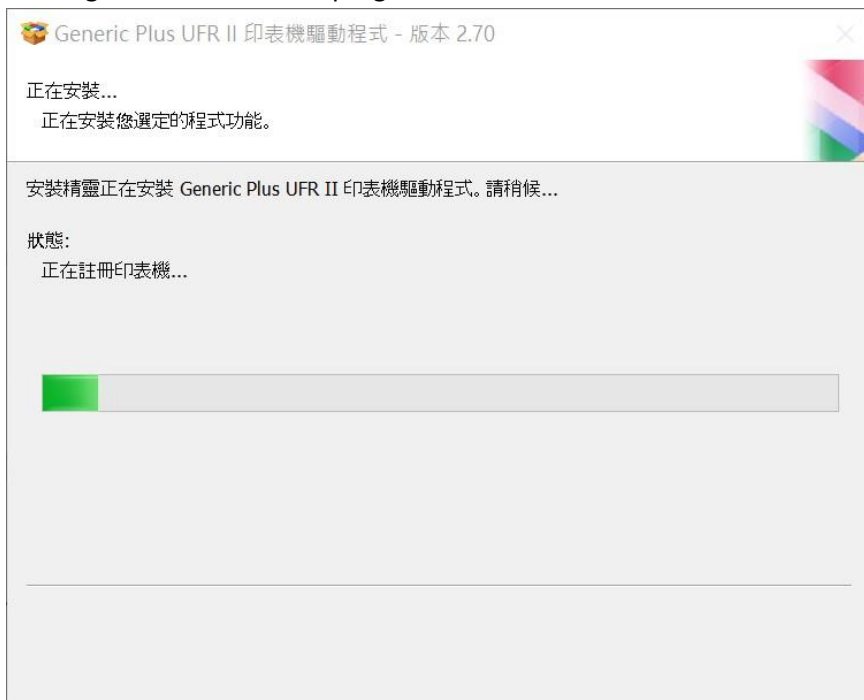 Generic Plus UFR II 印表機驅動程式 - 版本 2.70
正在安裝...
正在安裝您選定的程式功能。
安裝精靈正在安裝 Generic Plus UFR II 印表機驅動程式。請稍候...
狀態:
正在註冊印表機...